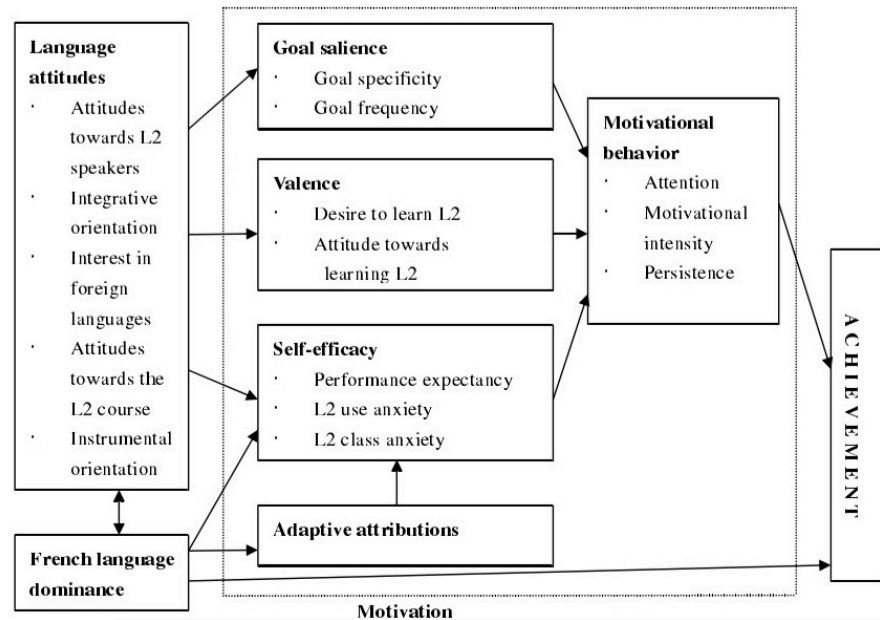 Language
attitudes
· Attitudes
towards L2
speakers
· Integrative
orientation
· Interest in
foreign
languages
· Attitudes
towards the
L2 course
· Instrumental
orientation
French language
dominance
Goal salience
· Goal specificity
· Goal frequency
Valence
· Desire to learn L2
· Attitude towards
learning L2
Self-efficacy
· Performance expectancy
· L2 use anxiety
· L2 class anxiety
Adaptive attributions
Motivational
behavior
· Attention
· Motivational
intensity
· Persistence
ACHIEVEMENT
Motivation